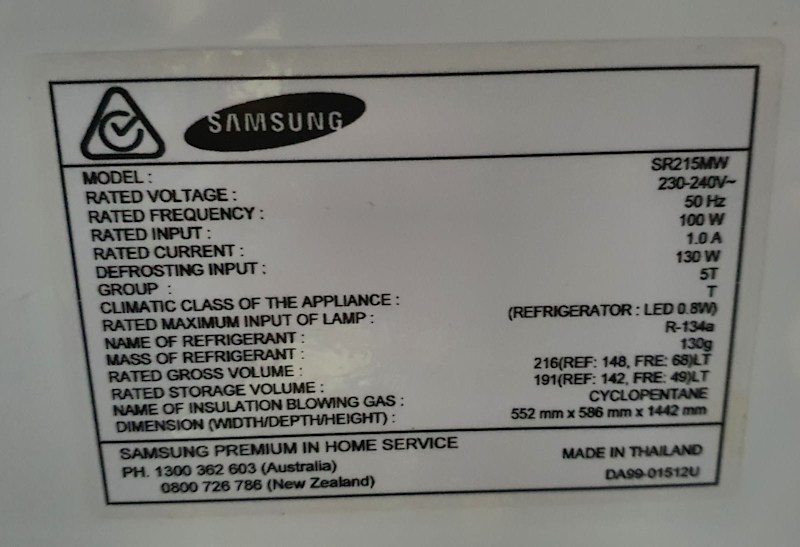 SAMSUNG
MODEL : SR215MW
RATED VOLTAGE : 230-240V~
RATED FREQUENCY : 50 Hz
RATED INPUT : 100 W
RATED CURRENT : 1.0 A
DEFROSTING INPUT : 130 W
GROUP : 5T
CLIMATIC CLASS OF THE APPLIANCE : T
RATED MAXIMUM INPUT OF LAMP : (REFRIGERATOR : LED 0.8W)
NAME OF REFRIGERANT : R-134a
MASS OF REFRIGERANT : 130g
RATED GROSS VOLUME : 216(REF: 148, FRE: 68)LT
RATED STORAGE VOLUME : 191(REF: 142, FRE: 49)LT
NAME OF INSULATION BLOWING GAS : CYCLOPENTANE
DIMENSION (WIDTH/DEPTH/HEIGHT) : 552 mm x 586 mm x 1442 mm
SAMSUNG PREMIUM IN HOME SERVICE
PH. 1300 362 603 (Australia)
0800 726 786 (New Zealand)
MADE IN THAILAND
DA99-01512U